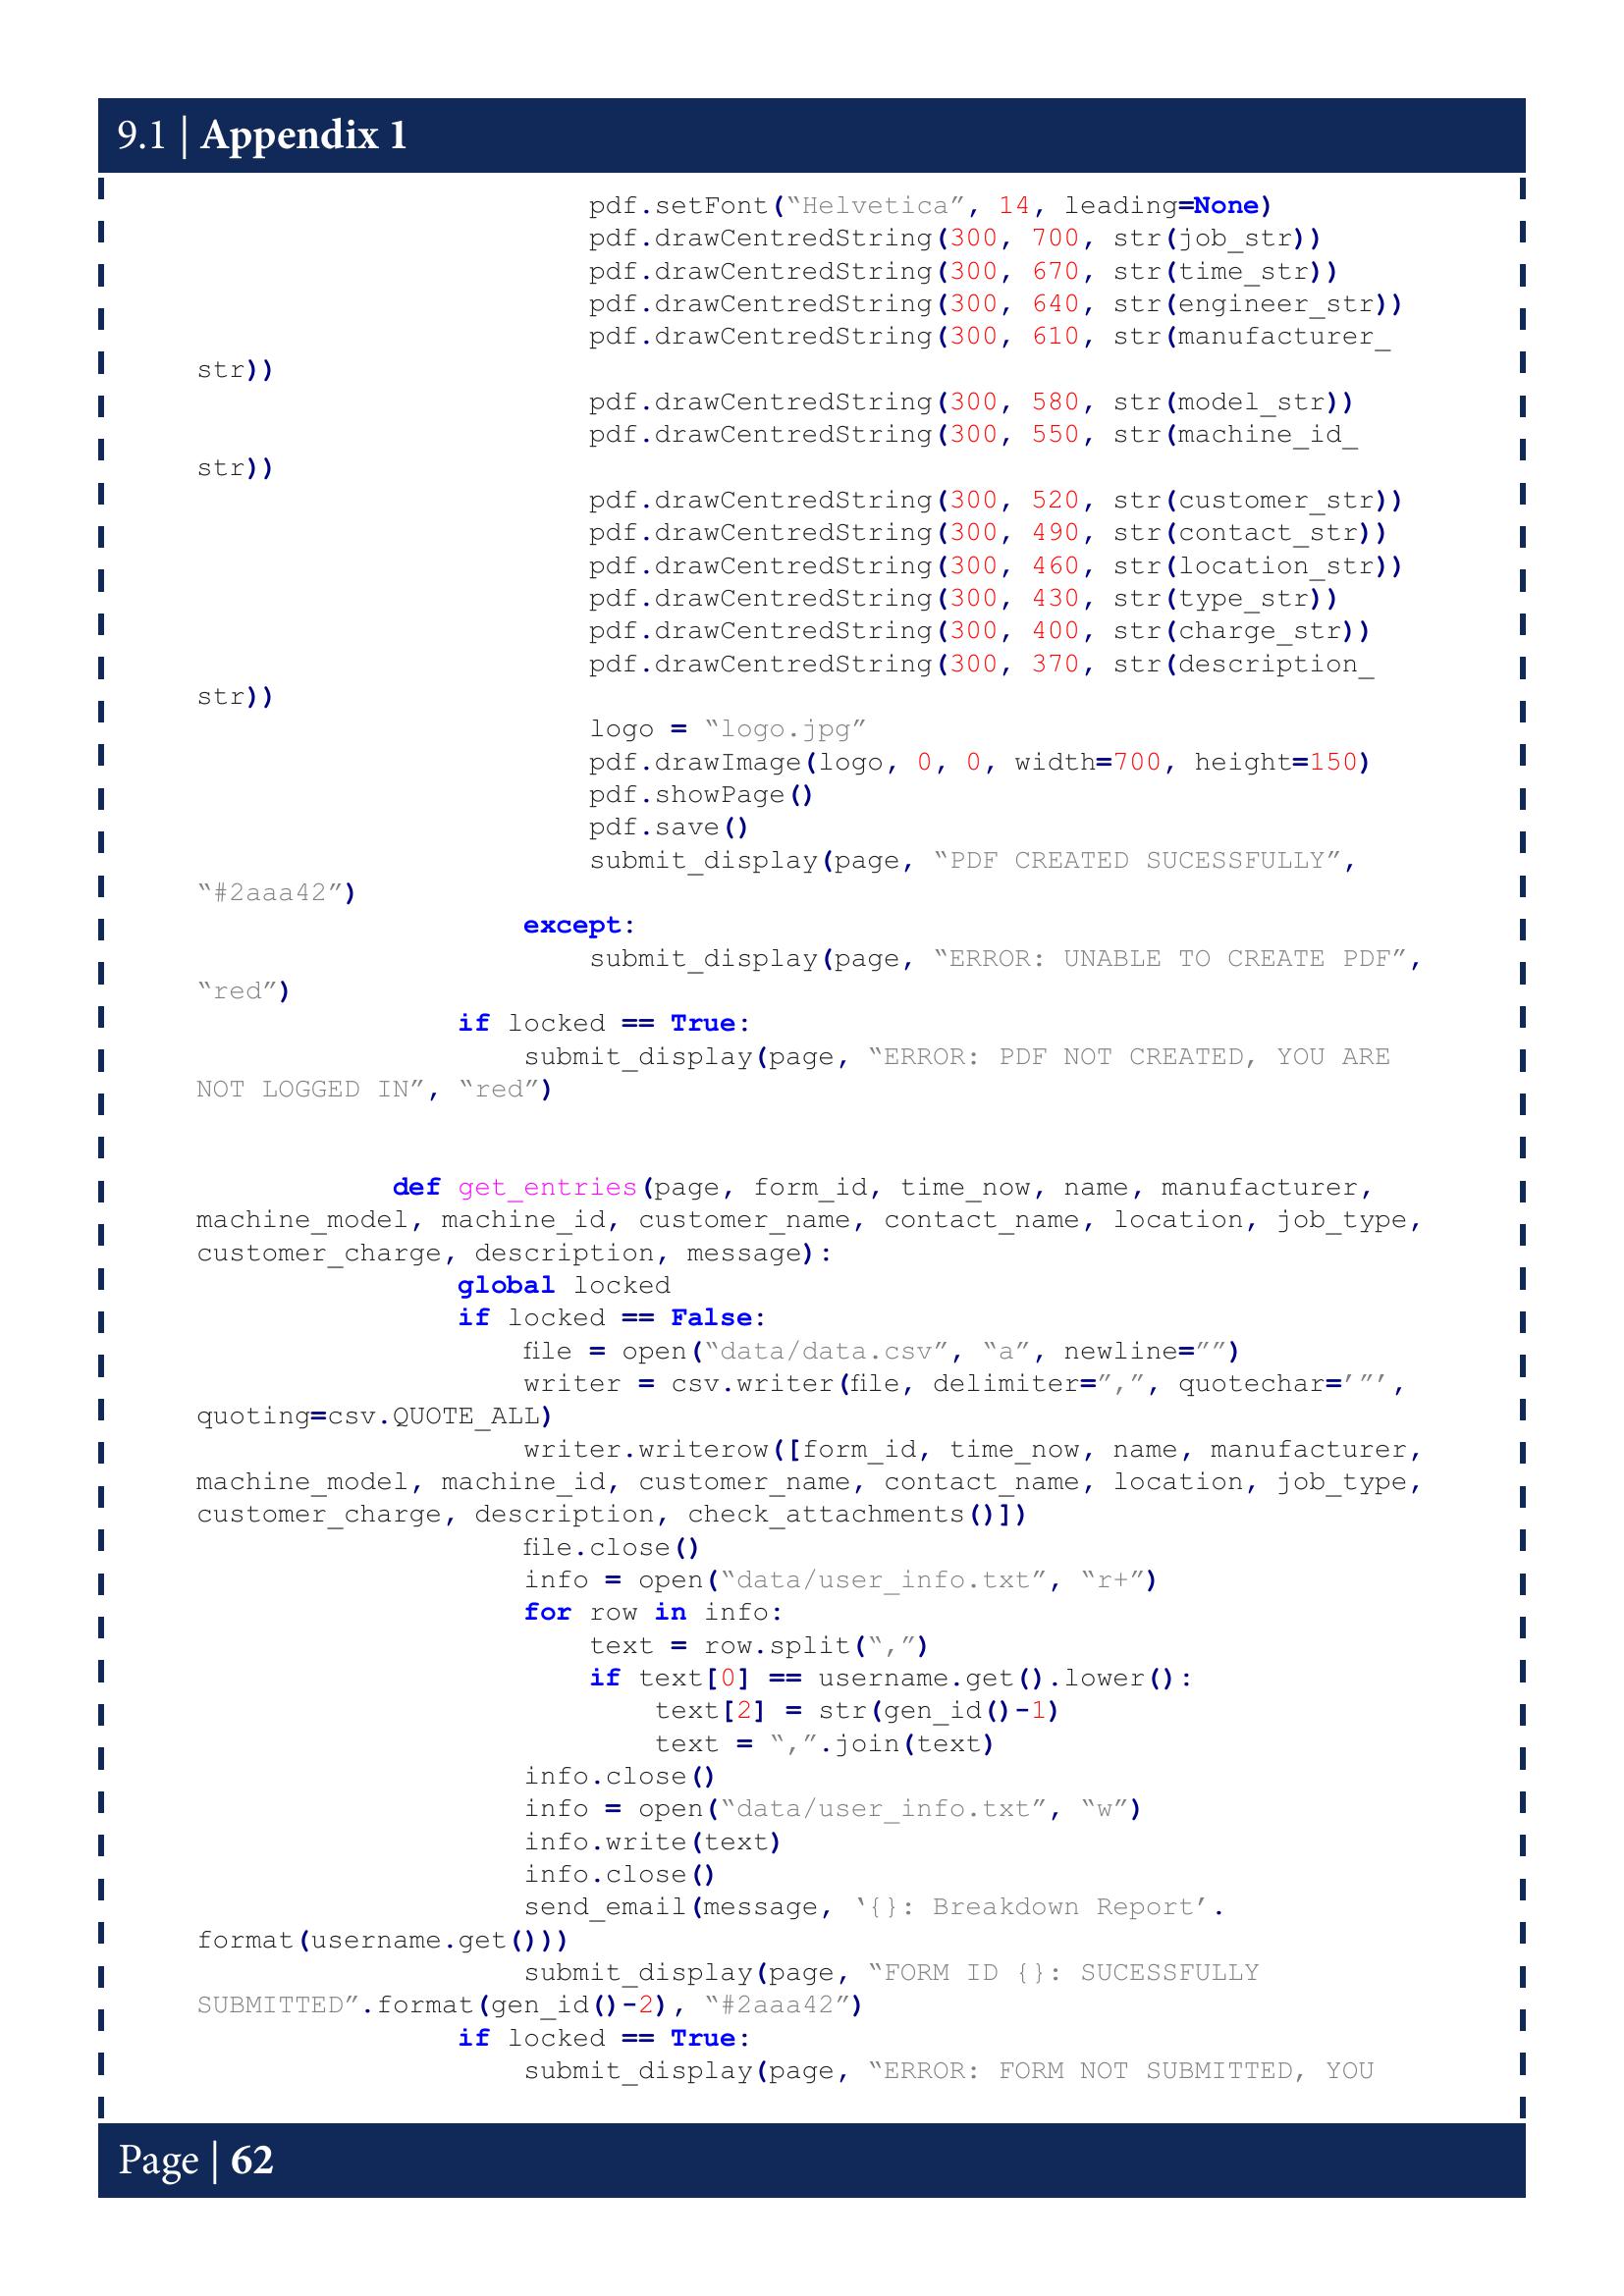 9.1 | Appendix 1
pdf.setFont(“Helvetica”, 14, leading=None)
pdf.drawCentredString(300, 700, str(job_str))
pdf.drawCentredString(300, 670, str(time_str))
pdf.drawCentredString(300, 640, str(engineer_str))
pdf.drawCentredString(300, 610, str(manufacturer_
str))
pdf.drawCentredString(300, 580, str(model_str))
pdf.drawCentredString(300, 550, str(machine_id_
str))
pdf.drawCentredString(300, 520, str(customer_str))
pdf.drawCentredString(300, 490, str(contact_str))
pdf.drawCentredString(300, 460, str(location_str))
pdf.drawCentredString(300, 430, str(type_str))
pdf.drawCentredString(300, 400, str(charge_str))
pdf.drawCentredString(300, 370, str(description_
str))
logo = “logo.jpg”
pdf.drawImage(logo, 0, 0, width=700, height=150)
pdf.showPage()
pdf.save()
submit_display(page, “PDF CREATED SUCESSFULLY”,
“#2aaa42”)
except:
submit_display(page, “ERROR: UNABLE TO CREATE PDF”,
“red”)
if locked == True:
submit_display(page, “ERROR: PDF NOT CREATED, YOU ARE
NOT LOGGED IN”, “red”)
def get_entries(page, form_id, time_now, name, manufacturer,
machine_model, machine_id, customer_name, contact_name, location, job_type,
customer_charge, description, message):
global locked
if locked == False:
file = open(“data/data.csv”, “a”, newline=””)
writer = csv.writer(file, delimiter=”,”, quotechar=’”’,
quoting=csv.QUOTE_ALL)
writer.writerow([form_id, time_now, name, manufacturer,
machine_model, machine_id, customer_name, contact_name, location, job_type,
customer_charge, description, check_attachments()])
file.close()
info = open(“data/user_info.txt”, “r+”)
for row in info:
text = row.split(“,”)
if text[0] == username.get().lower():
text[2] = str(gen_id()-1)
text = “,”.join(text)
info.close()
info = open(“data/user_info.txt”, “w”)
info.write(text)
info.close()
send_email(message, ‘{}: Breakdown Report’.
format(username.get()))
submit_display(page, “FORM ID {}: SUCESSFULLY
SUBMITTED”.format(gen_id()-2), “#2aaa42”)
if locked == True:
submit_display(page, “ERROR: FORM NOT SUBMITTED, YOU
Page | 62